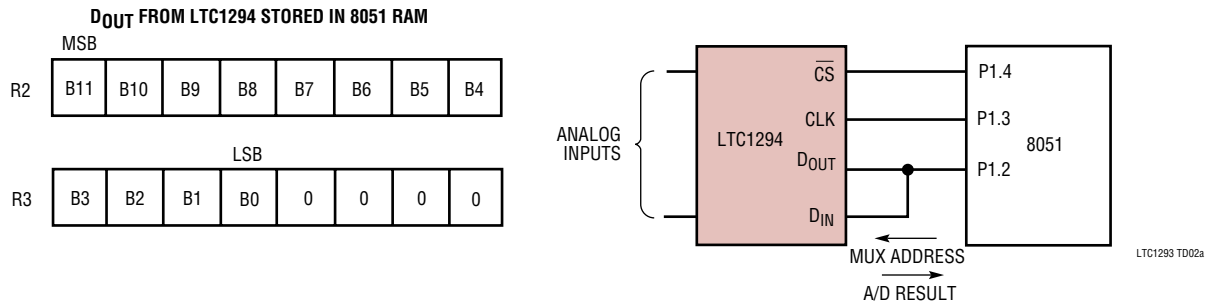 DOUT FROM LTC1294 STORED IN 8051 RAM
MSB
R2 B11 B10 B9 B8 B7 B6 B5 B4
LSB
R3 B3 B2 B1 B0 0 0 0 0
ANALOG
INPUTS
LTC1294
CS
CLK
DOUT
DIN
P1.4
P1.3
P1.2
8051
MUX ADDRESS
A/D RESULT
LTC1293 TD02a